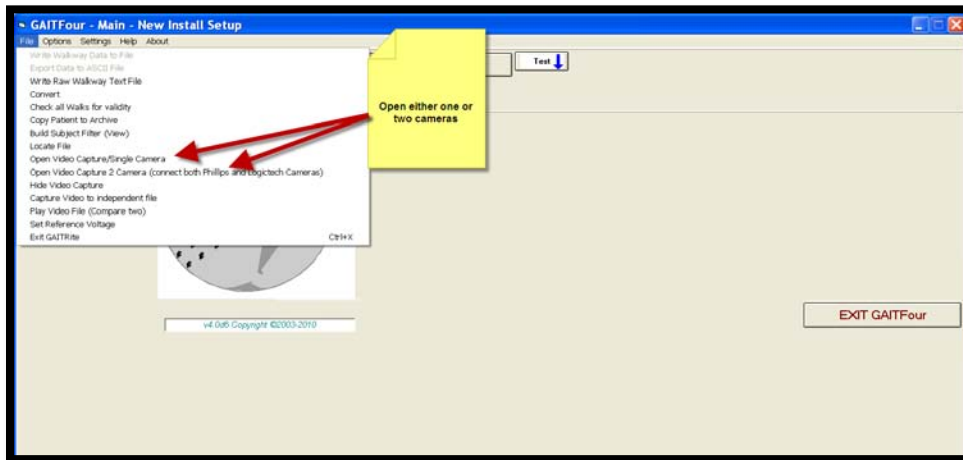 GAITFour - Main - New Install Setup
File Options Settings Help About
Write Walkway Data to File
Export Data to ASCII File
Write Raw Walkway Text File
Convert
Check all Walks for validity
Copy Patient to Archive
Build Subject Filter (View)
Locate File
Open Video Capture/Single Camera
Open Video Capture 2 Camera (connect both Phillips and Logictech Cameras)
Hide Video Capture
Capture Video to independent file
Play Video File (Compare two)
Set Reference Voltage
Exit GAITRite Ctrl+X
Test
Open either one or
two cameras
v4.0d6 Copyright ©2003-2010
EXIT GAITFour